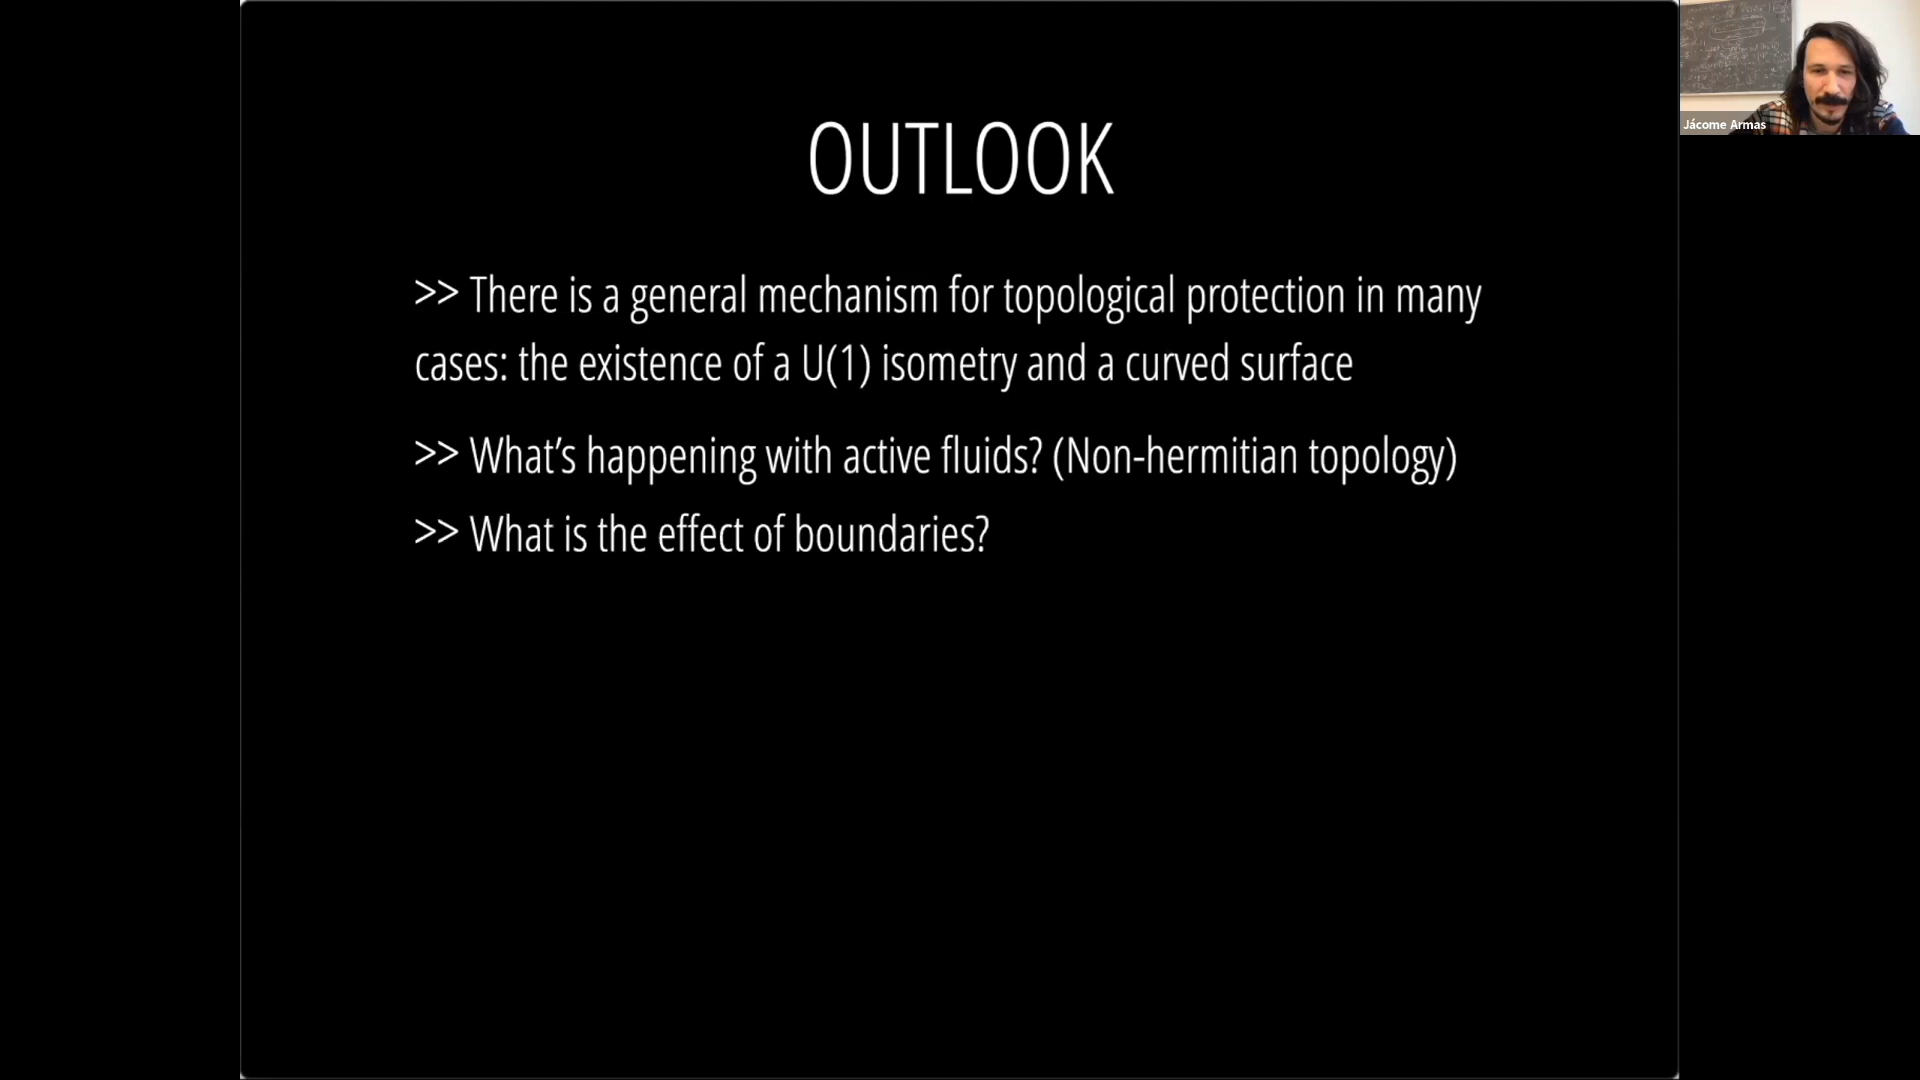 OUTLOOK
>> There is a general mechanism for topological protection in many
cases: the existence of a U(1) isometry and a curved surface
>> What's happening with active fluids? (Non-hermitian topology)
>> What is the effect of boundaries?
Jácome Armas